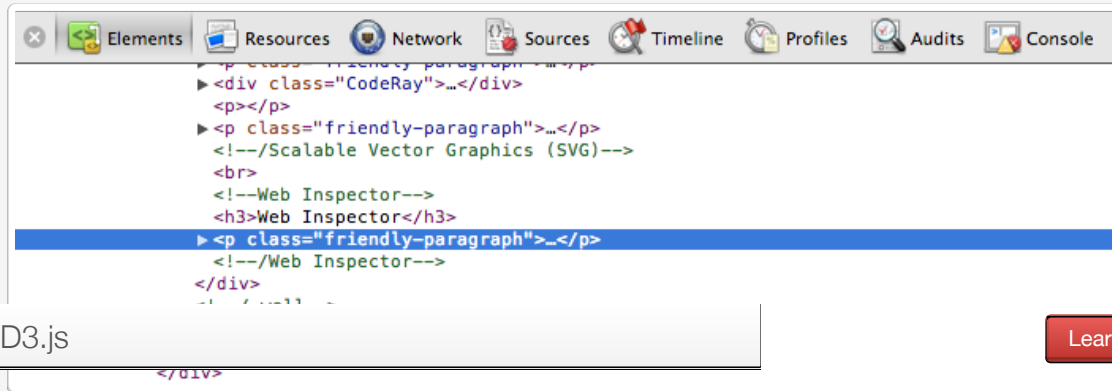 Elements Resources Network Sources Timeline Profiles Audits Console
▶<div class="CodeRay">…</div>
<p></p>
▶<p class="friendly-paragraph">…</p>
<!--/Scalable Vector Graphics (SVG)-->
<br>
<!--Web Inspector-->
<h3>Web Inspector</h3>
▶<p class="friendly-paragraph">…</p>
<!--/Web Inspector-->
</div>
D3.js Lear
</div>